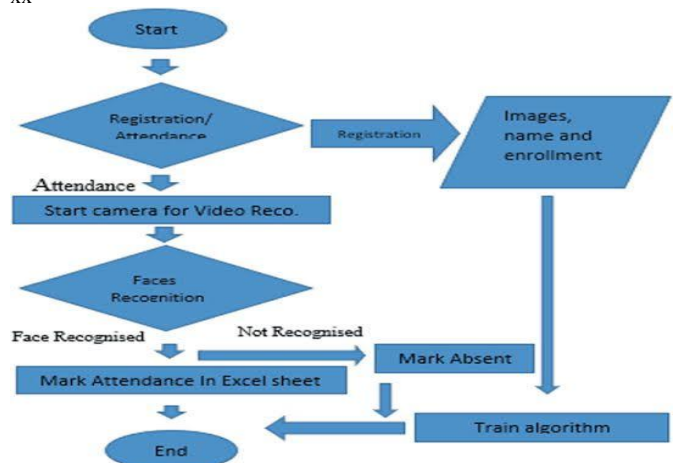 xx
Start
Registration/
Attendance
Registration
Images,
name and
enrollment
Attendance
Start camera for Video Reco.
Faces
Recognition
Face Recognised
Not Recognised
Mark Absent
Mark Attendance In Excel sheet
Train algorithm
End